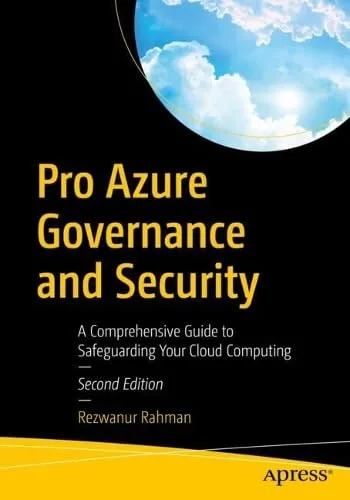 Pro Azure
Governance
and Security
A Comprehensive Guide to
Safeguarding Your Cloud Computing
—
Second Edition
—
Rezwanur Rahman
Apress®